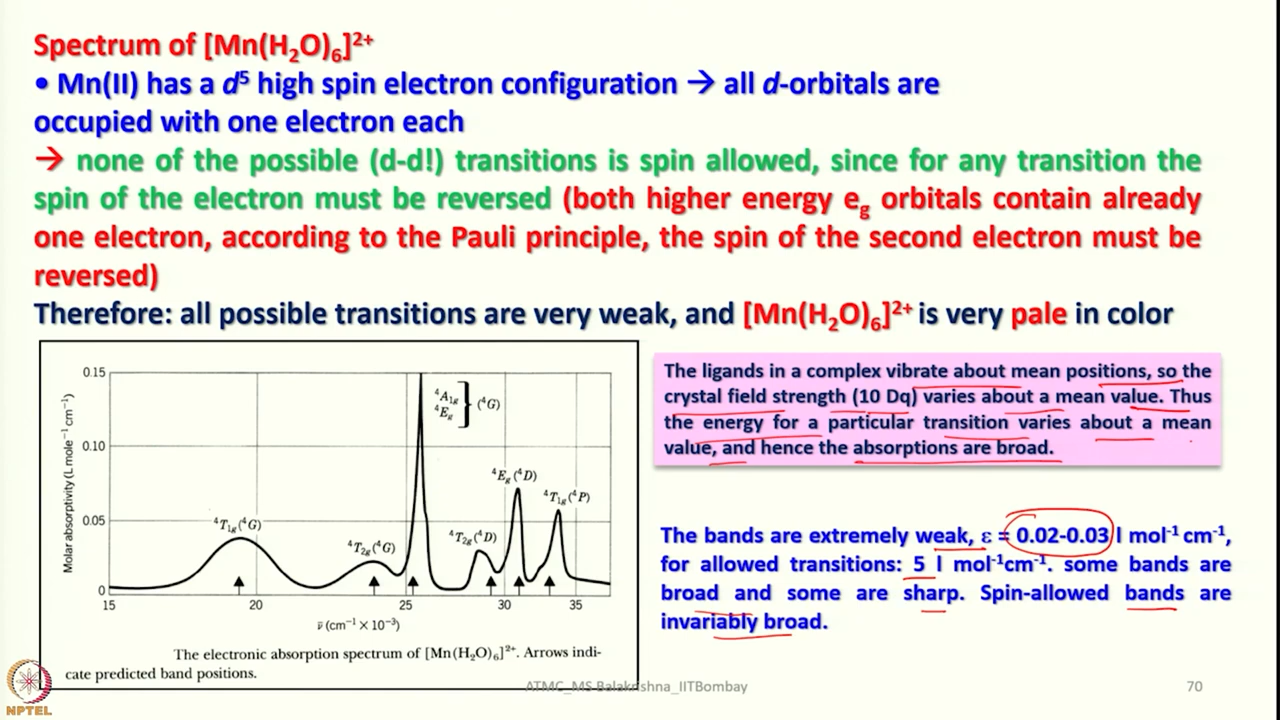 Spectrum of [Mn(H₂O)₆]²⁺
• Mn(II) has a d⁵ high spin electron configuration → all d-orbitals are
occupied with one electron each
→ none of the possible (d-d!) transitions is spin allowed, since for any transition the
spin of the electron must be reversed (both higher energy e_g orbitals contain already
one electron, according to the Pauli principle, the spin of the second electron must be
reversed)
Therefore: all possible transitions are very weak, and [Mn(H₂O)₆]²⁺ is very pale in color
Molar absorptivity (L mole⁻¹ cm⁻¹)
0.15
0.10
0.05
0
⁴T₁g(⁴G)
⁴T₂g(⁴G)
⁴A₁g
⁴Eg
} (⁴G)
⁴T₂g(⁴D)
⁴Eg(⁴D)
⁴T₁g(⁴P)
15 20 25 30 35
ν̄ (cm⁻¹ × 10⁻³)
The electronic absorption spectrum of [Mn(H₂O)₆]²⁺. Arrows indi-
cate predicted band positions.
The ligands in a complex vibrate about mean positions, so the
crystal field strength (10 Dq) varies about a mean value. Thus
the energy for a particular transition varies about a mean
value, and hence the absorptions are broad.
The bands are extremely weak, ε = 0.02-0.03 l mol⁻¹ cm⁻¹,
for allowed transitions: 5 l mol⁻¹cm⁻¹. some bands are
broad and some are sharp. Spin-allowed bands are
invariably broad.
NPTEL
ATMC_MS Balakrishna_IITBombay
70